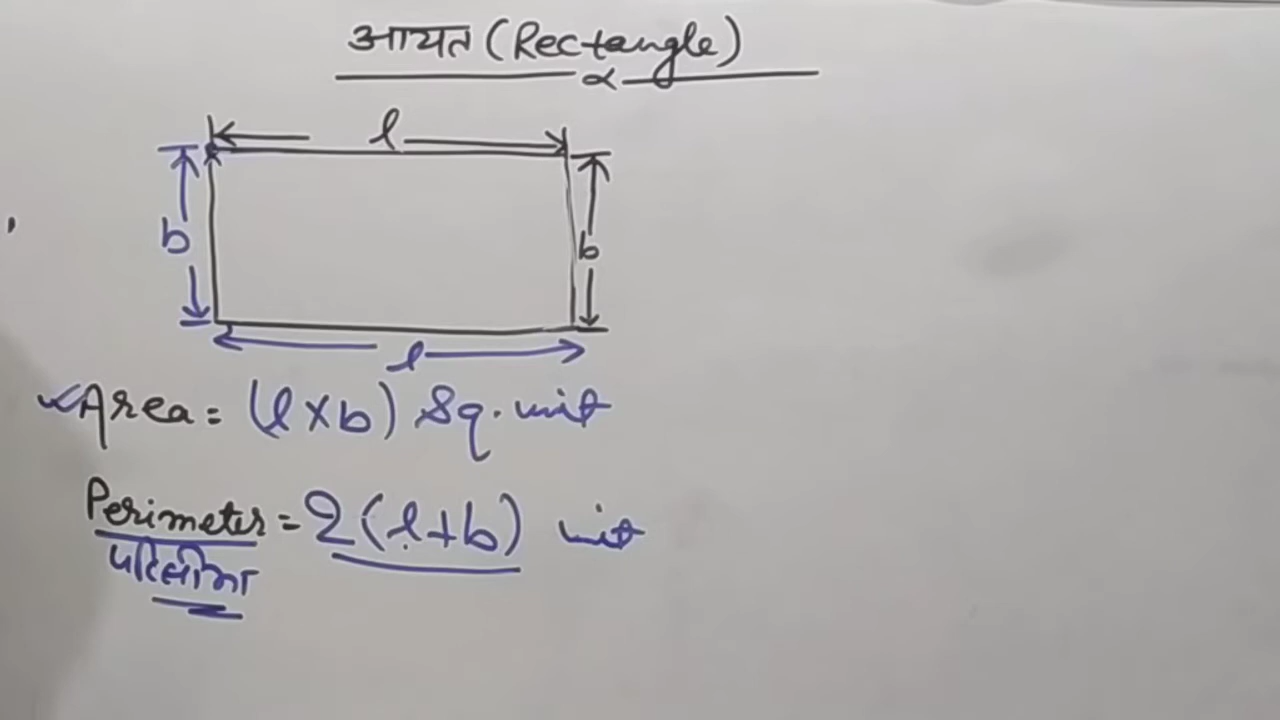 आयत (Rectangle)
l
b
b
l
Area = (l × b) Sq. unit
Perimeter = 2 (l + b) unit
परिसीमा